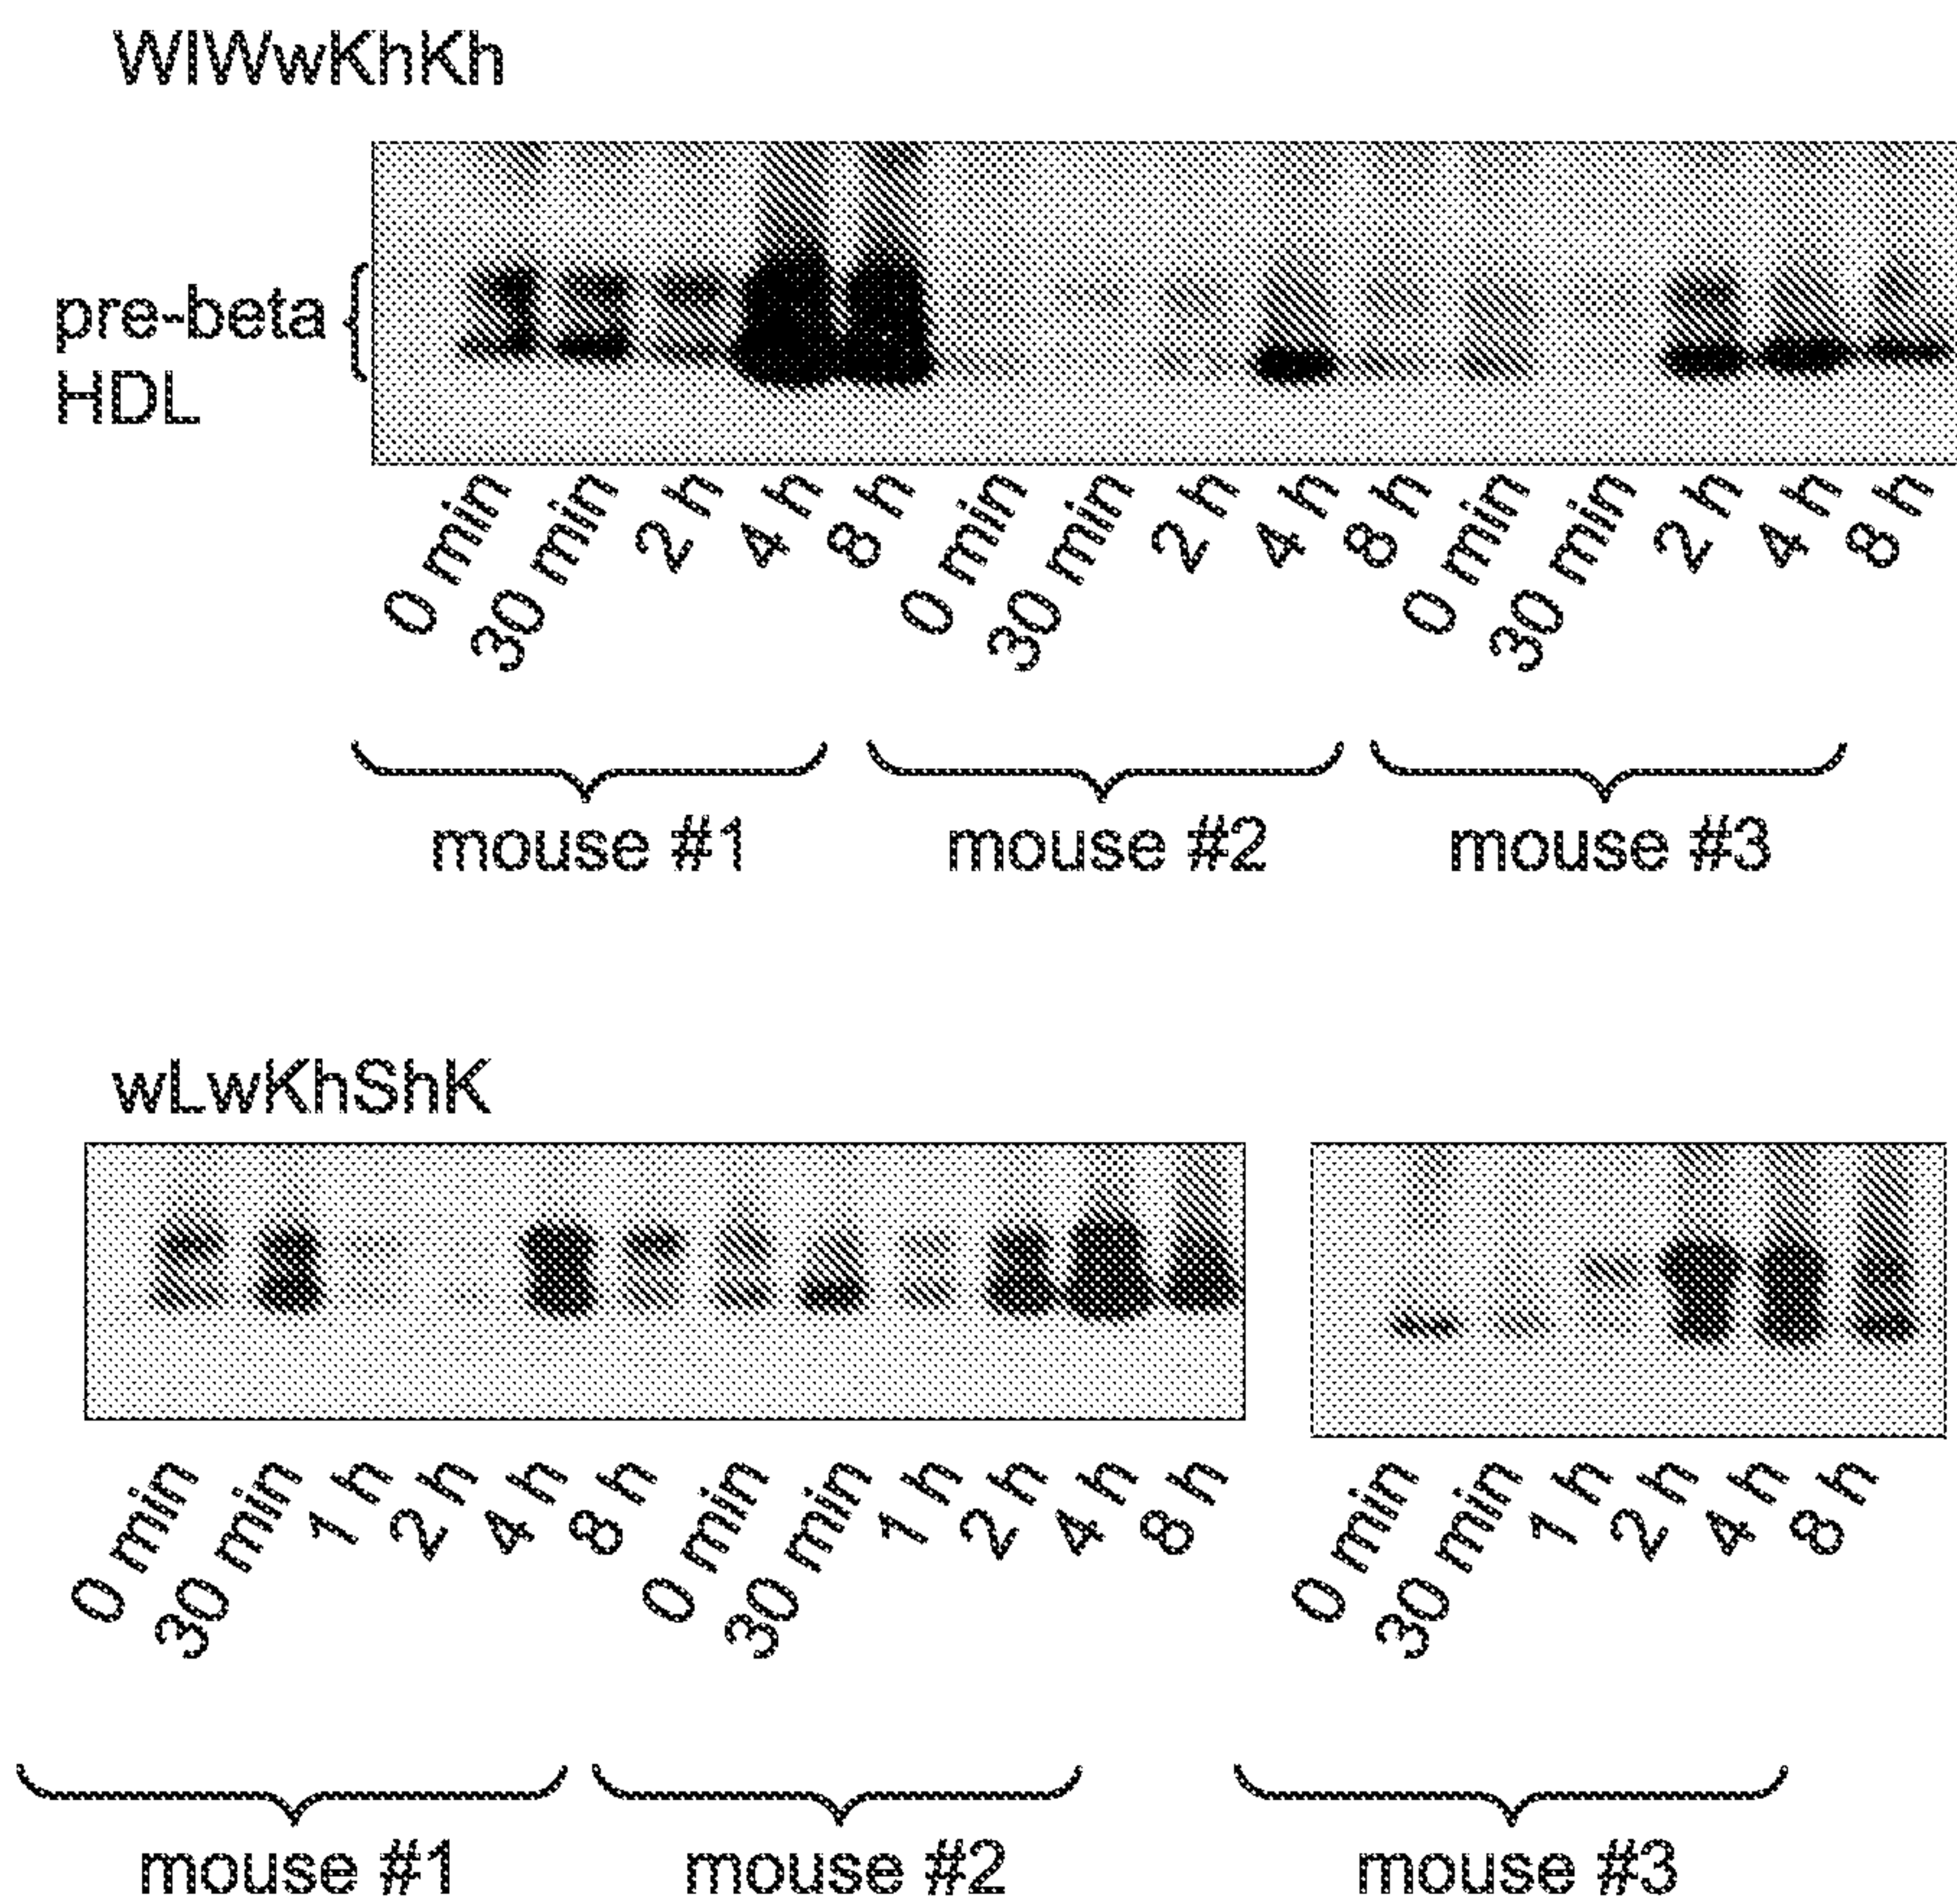 WIWwKhKh
pre-beta
HDL
0 min 30 min 2 h 4 h 8 h 0 min 30 min 2 h 4 h 8 h 0 min 30 min 2 h 4 h 8 h
mouse #1 mouse #2 mouse #3
wLwKhShK
0 min 30 min 1 h 2 h 4 h 8 h 0 min 30 min 1 h 2 h 4 h 8 h 0 min 30 min 1 h 2 h 4 h 8 h
mouse #1 mouse #2 mouse #3